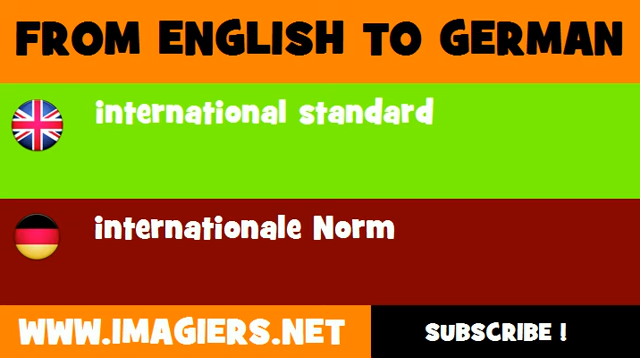 FROM ENGLISH TO GERMAN
international standard
internationale Norm
WWW.IMAGIERS.NET
SUBSCRIBE !